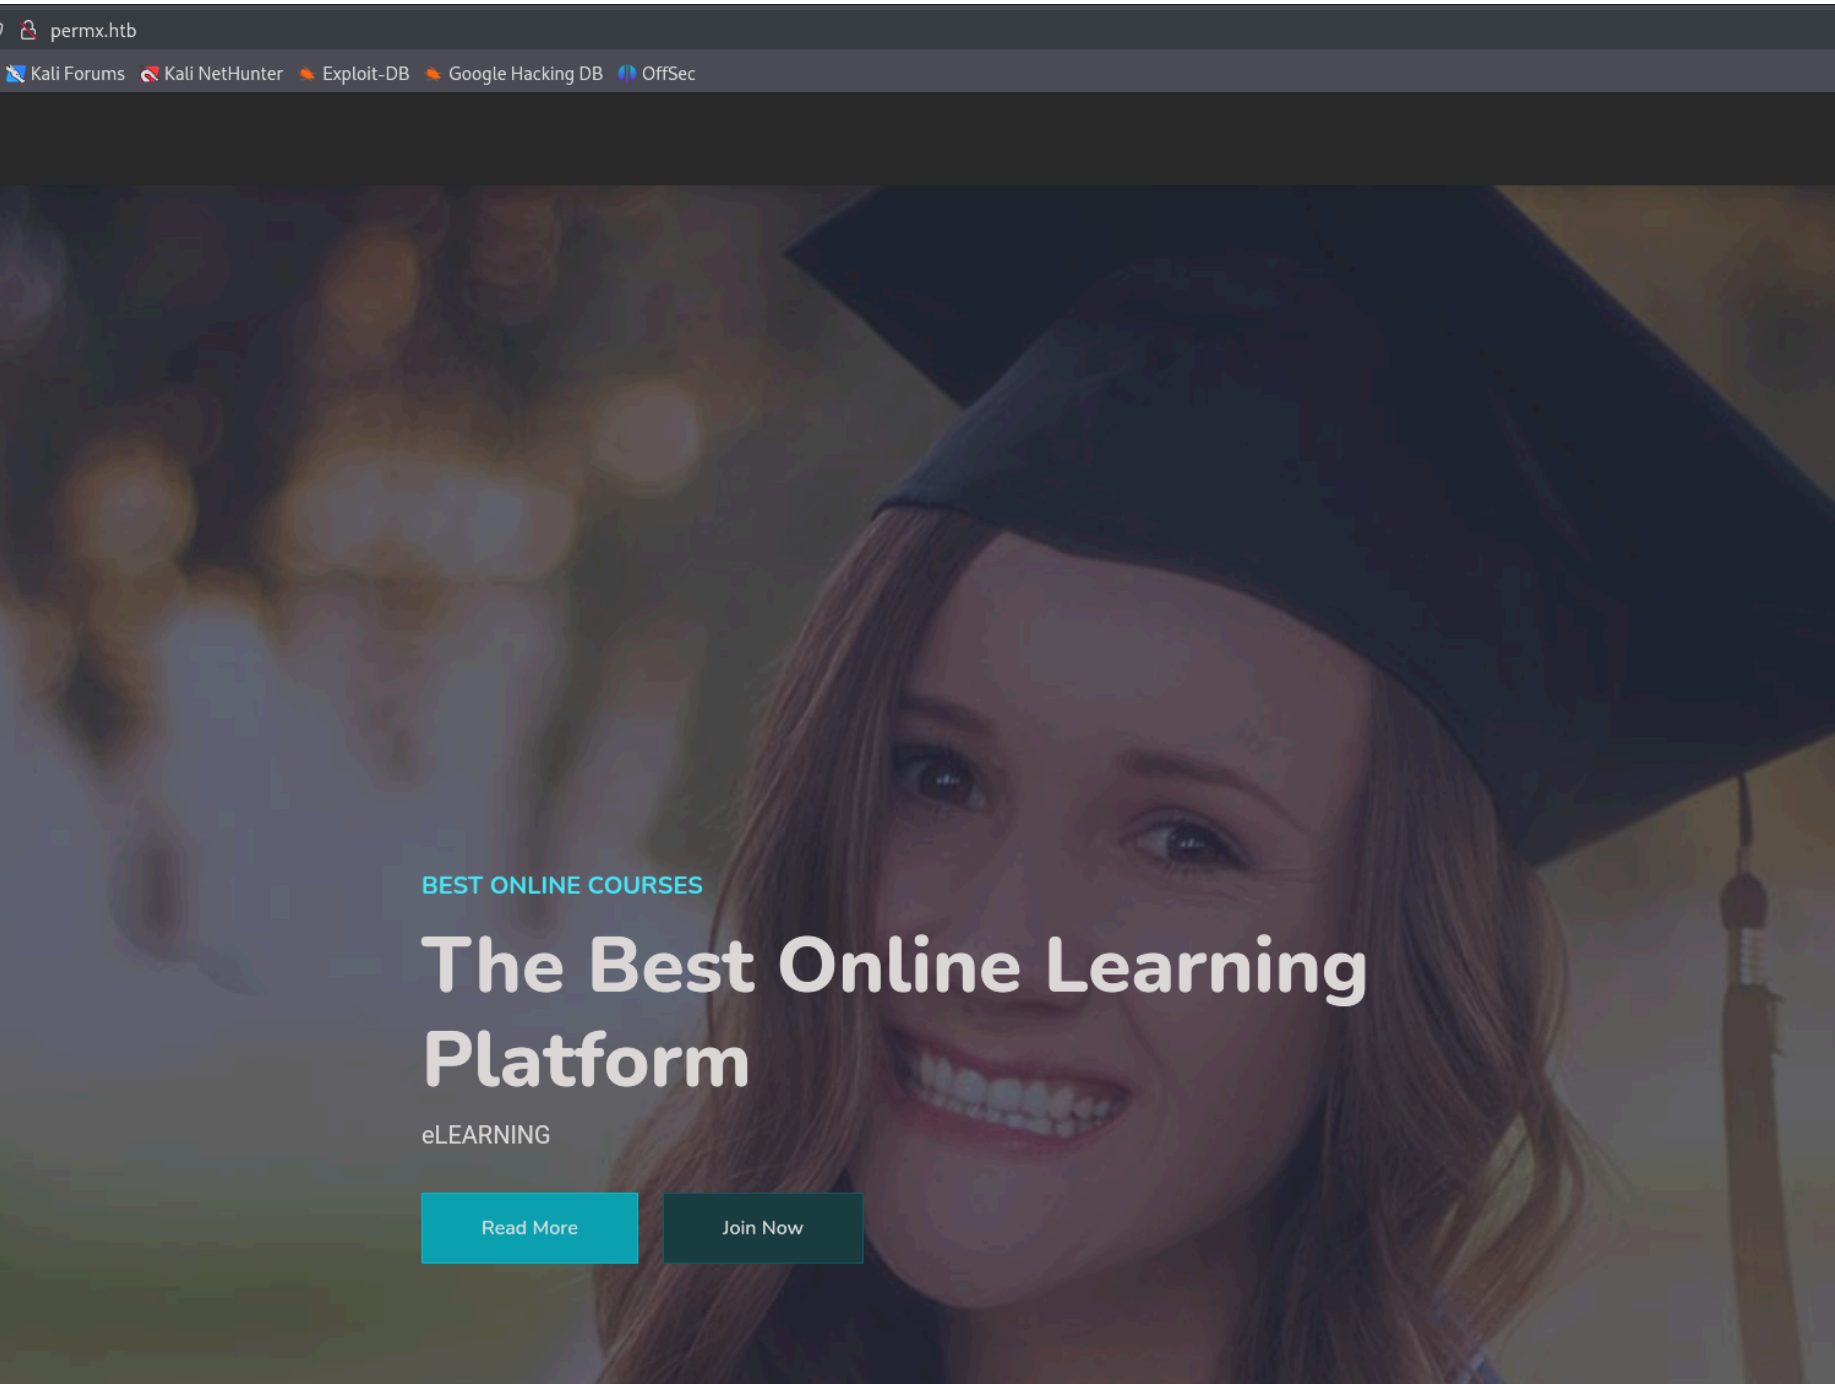 permx.htb
Kali Forums Kali NetHunter Exploit-DB Google Hacking DB OffSec
BEST ONLINE COURSES
The Best Online Learning
Platform
eLEARNING
Read More Join Now